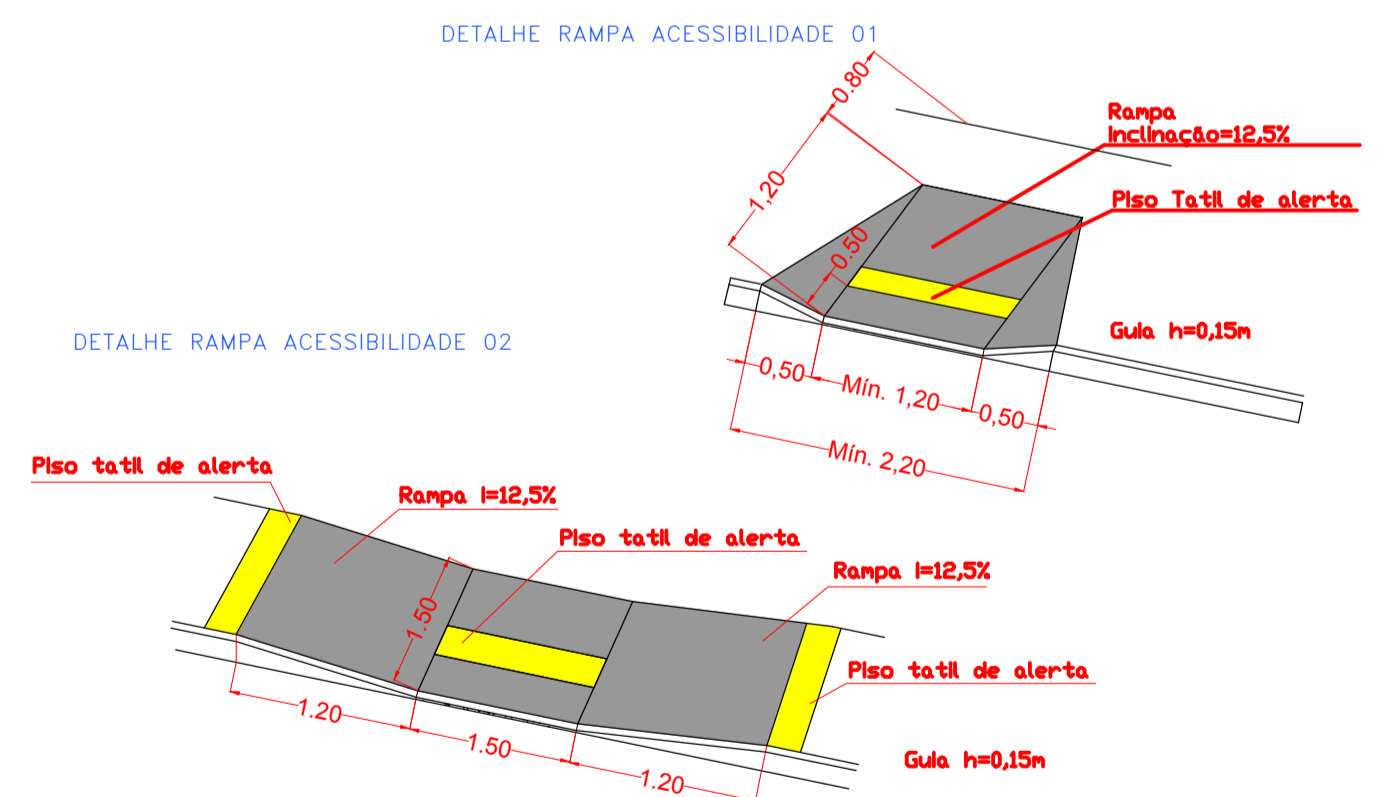 DETALHE RAMPA ACESSIBILIDADE 01
0.80
1,20
0.50
Rampa
Inclinação=12,5%
Piso Tatil de alerta
Guia h=0,15m
0,50
Mín. 1,20
0,50
Mín. 2,20
DETALHE RAMPA ACESSIBILIDADE 02
Piso tatil de alerta
Rampa i=12,5%
Piso tatil de alerta
Rampa i=12,5%
1.50
Piso tatil de alerta
1.20
1.50
1.20
Guia h=0,15m